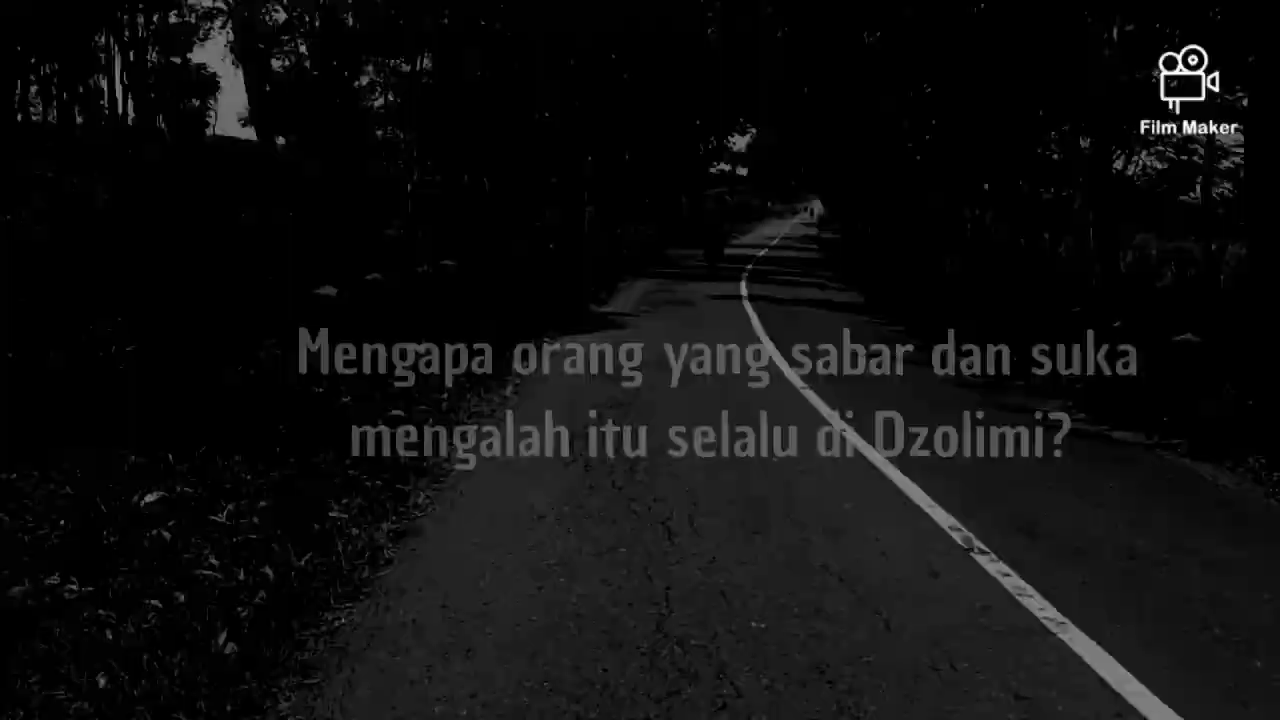 Film Maker
Mengapa orang yang sabar dan suka
mengalah itu selalu di Dzolimi?